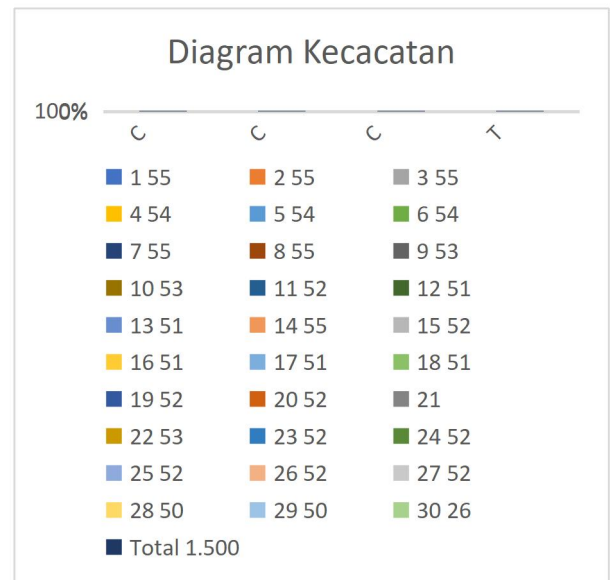 Diagram Kecacatan
100%
C C C T
1 55 2 55 3 55
4 54 5 54 6 54
7 55 8 55 9 53
10 53 11 52 12 51
13 51 14 55 15 52
16 51 17 51 18 51
19 52 20 52 21
22 53 23 52 24 52
25 52 26 52 27 52
28 50 29 50 30 26
Total 1.500